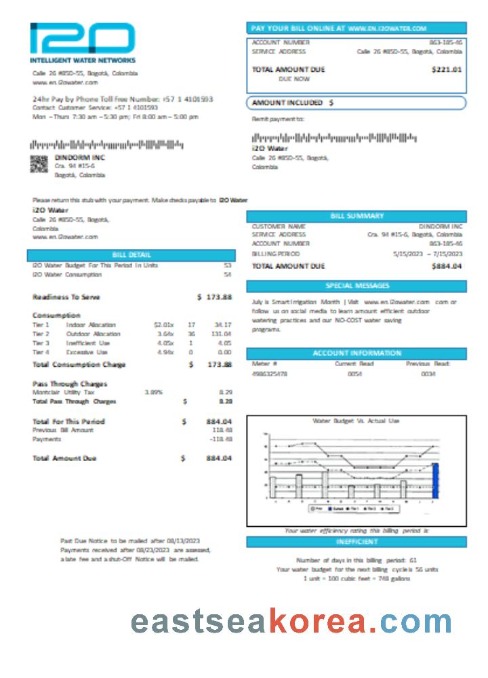 i2O
INTELLIGENT WATER NETWORKS
Calle 26 #85D-55, Bogotá, Colombia
www.en.i2owater.com
24hr Pay by Phone Toll Free Number: +57 1 4101593
Contact Customer Service: +57 1 4101593
Mon - Thurs 7:30 am - 5:30 pm; Fri 8:00 am - 5:00 pm
DINDORM INC
Cra. 94 #15-6
Bogotá, Colombia
PAY YOUR BILL ONLINE AT WWW.EN.I2OWATER.COM
ACCOUNT NUMBER 863-185-46
SERVICE ADDRESS Calle 26 #85D-55, Bogotá, Colombia
TOTAL AMOUNT DUE $221.01
DUE NOW
AMOUNT INCLUDED $
Remit payment to:
i2O Water
Calle 26 #85D-55, Bogotá,
Colombia
Please return this stub with your payment. Make checks payable to I2O Water
i2O Water
Calle 26 #85D-55, Bogotá,
Colombia
www.en.i2owater.com
BILL DETAIL
I2O Water Budget For This Period In Units 53
I2O Water Consumption 54
Readiness To Serve $ 173.88
Consumption
Tier 1 Indoor Allocation $2.01x 17 34.17
Tier 2 Outdoor Allocation 3.64x 36 131.04
Tier 3 Inefficient Use 4.05x 1 4.05
Tier 4 Excessive Use 4.94x 0 0.00
Total Consumption Charge $ 173.88
Pass Through Charges
Montclair Utility Tax 3.89% 8.29
Total Pass Through Charges $ 8.28
Total For This Period $ 884.04
Previous Bill Amount 118.48
Payments -118.48
Total Amount Due $ 884.04
Past Due Notice to be mailed after 08/13/2023
Payments received after 08/23/2023 are assessed,
a late fee and a shut-Off Notice will be mailed.
BILL SUMMARY
CUSTOMER NAME DINDORM INC
SERVICE ADDRESS Cra. 94 #15-6, Bogotá, Colombia
ACCOUNT NUMBER 863-185-46
BILLING PERIOD 5/15/2023 - 7/15/2023
TOTAL AMOUNT DUE $884.04
SPECIAL MESSAGES
July is Smart Irrigation Month | Visit www.en.i2owater.com com or
follow us on social media to learn amount efficient outdoor
watering practices and our NO-COST water saving
programs.
ACCOUNT INFORMATION
Meter # Current Read Previous Read
4986325478 0054 0034
Water Budget Vs. Actual Use
Your water efficiency rating this billing period is:
INEFFICIENT
Number of days in this billing period: 61
Your water budget for the next billing cycle is 56 units
1 unit = 100 cubic feet = 748 gallons
eastseakorea.com